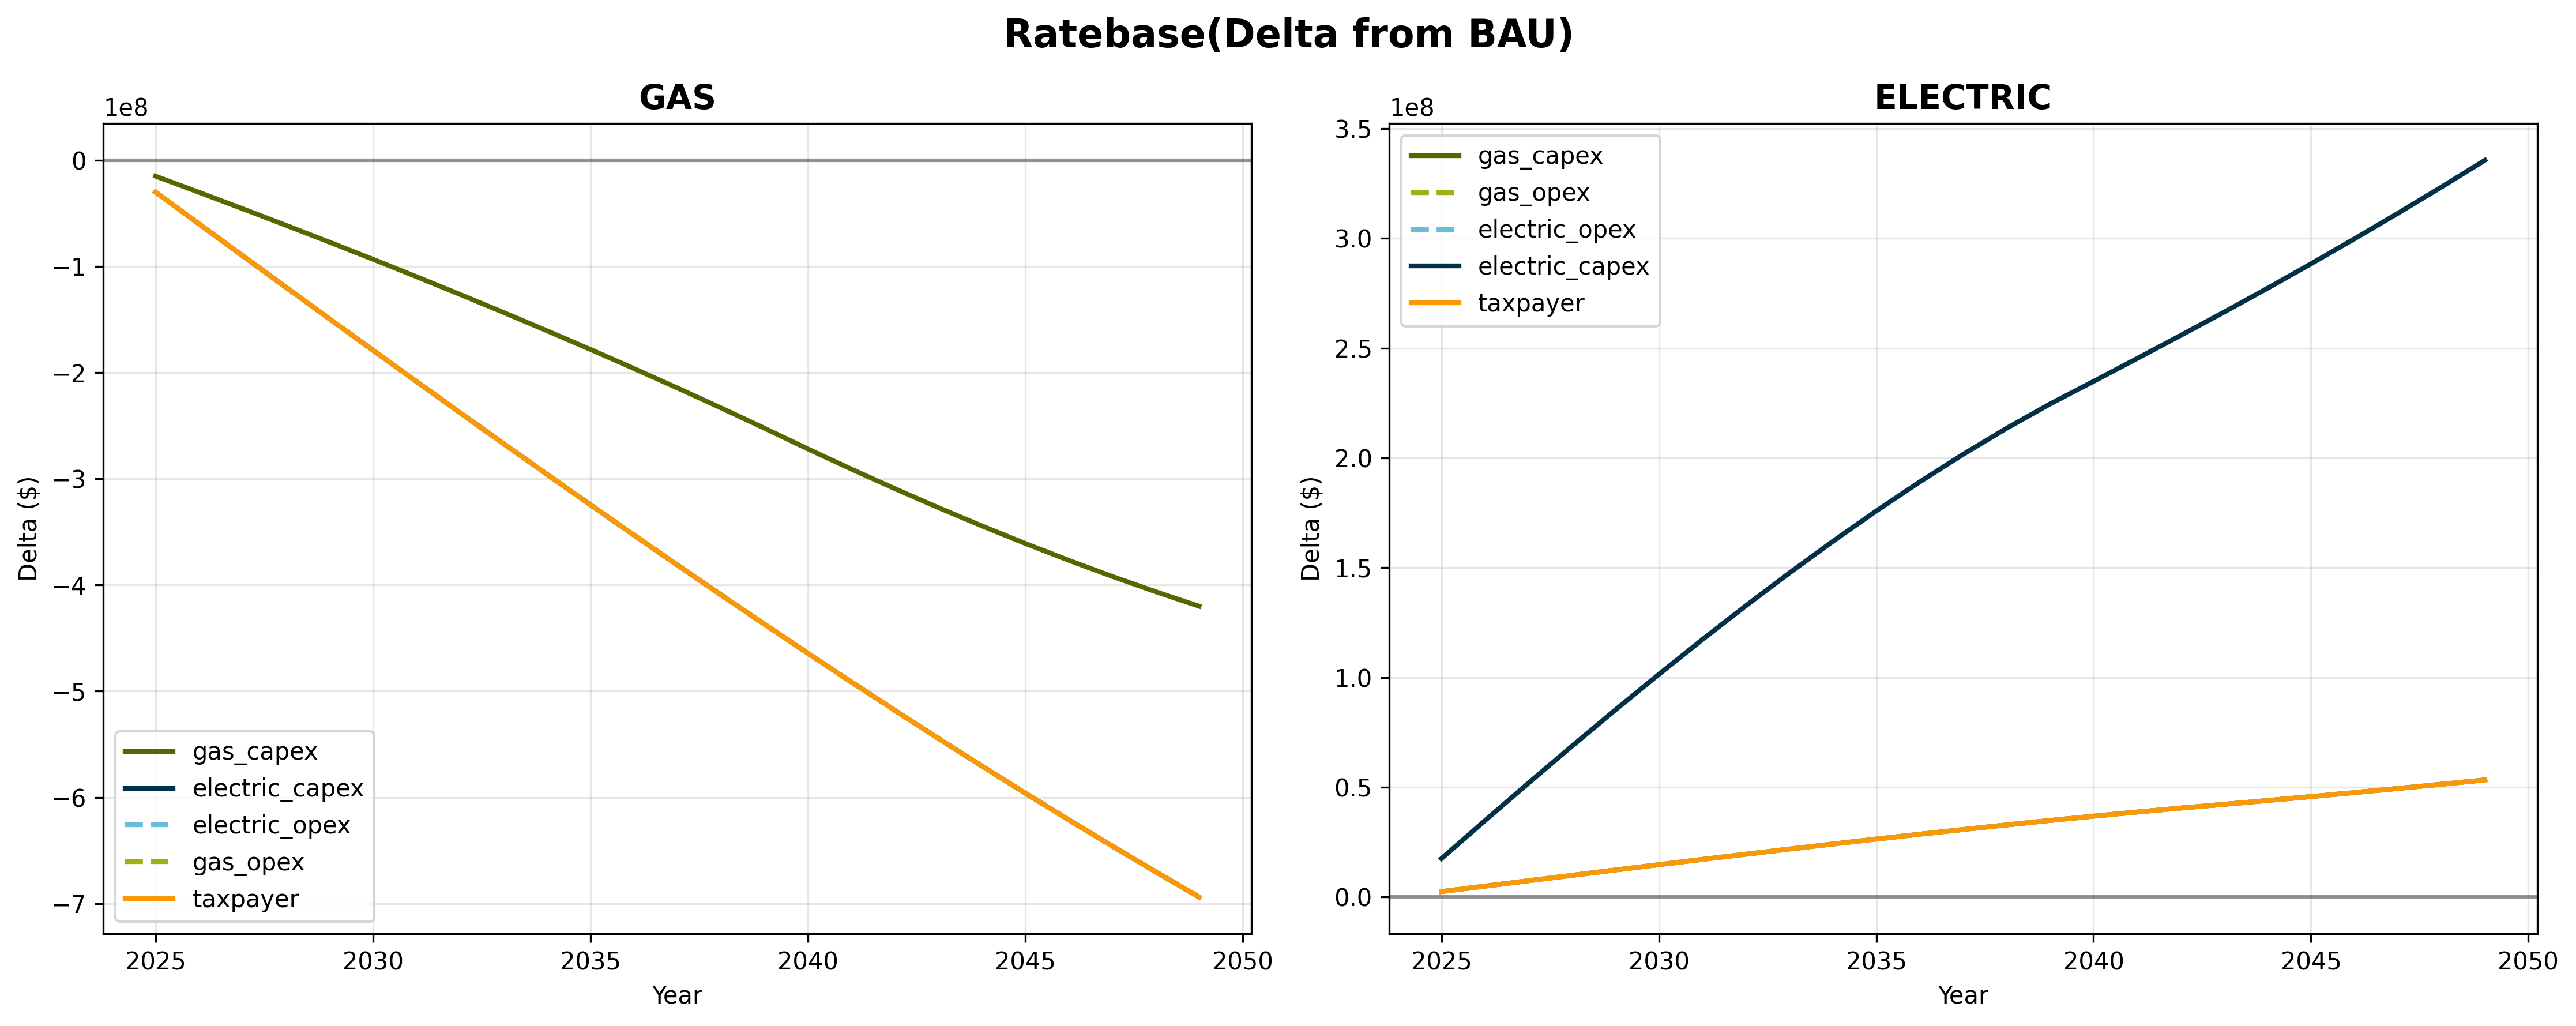 Ratebase(Delta from BAU)
GAS
1e8
0
−1
−2
−3
−4
−5
−6
−7
Delta ($)
gas_capex
electric_capex
electric_opex
gas_opex
taxpayer
2025 2030 2035 2040 2045 2050
Year
ELECTRIC
1e8
3.5
3.0
2.5
2.0
1.5
1.0
0.5
0.0
Delta ($)
gas_capex
gas_opex
electric_opex
electric_capex
taxpayer
2025 2030 2035 2040 2045 2050
Year